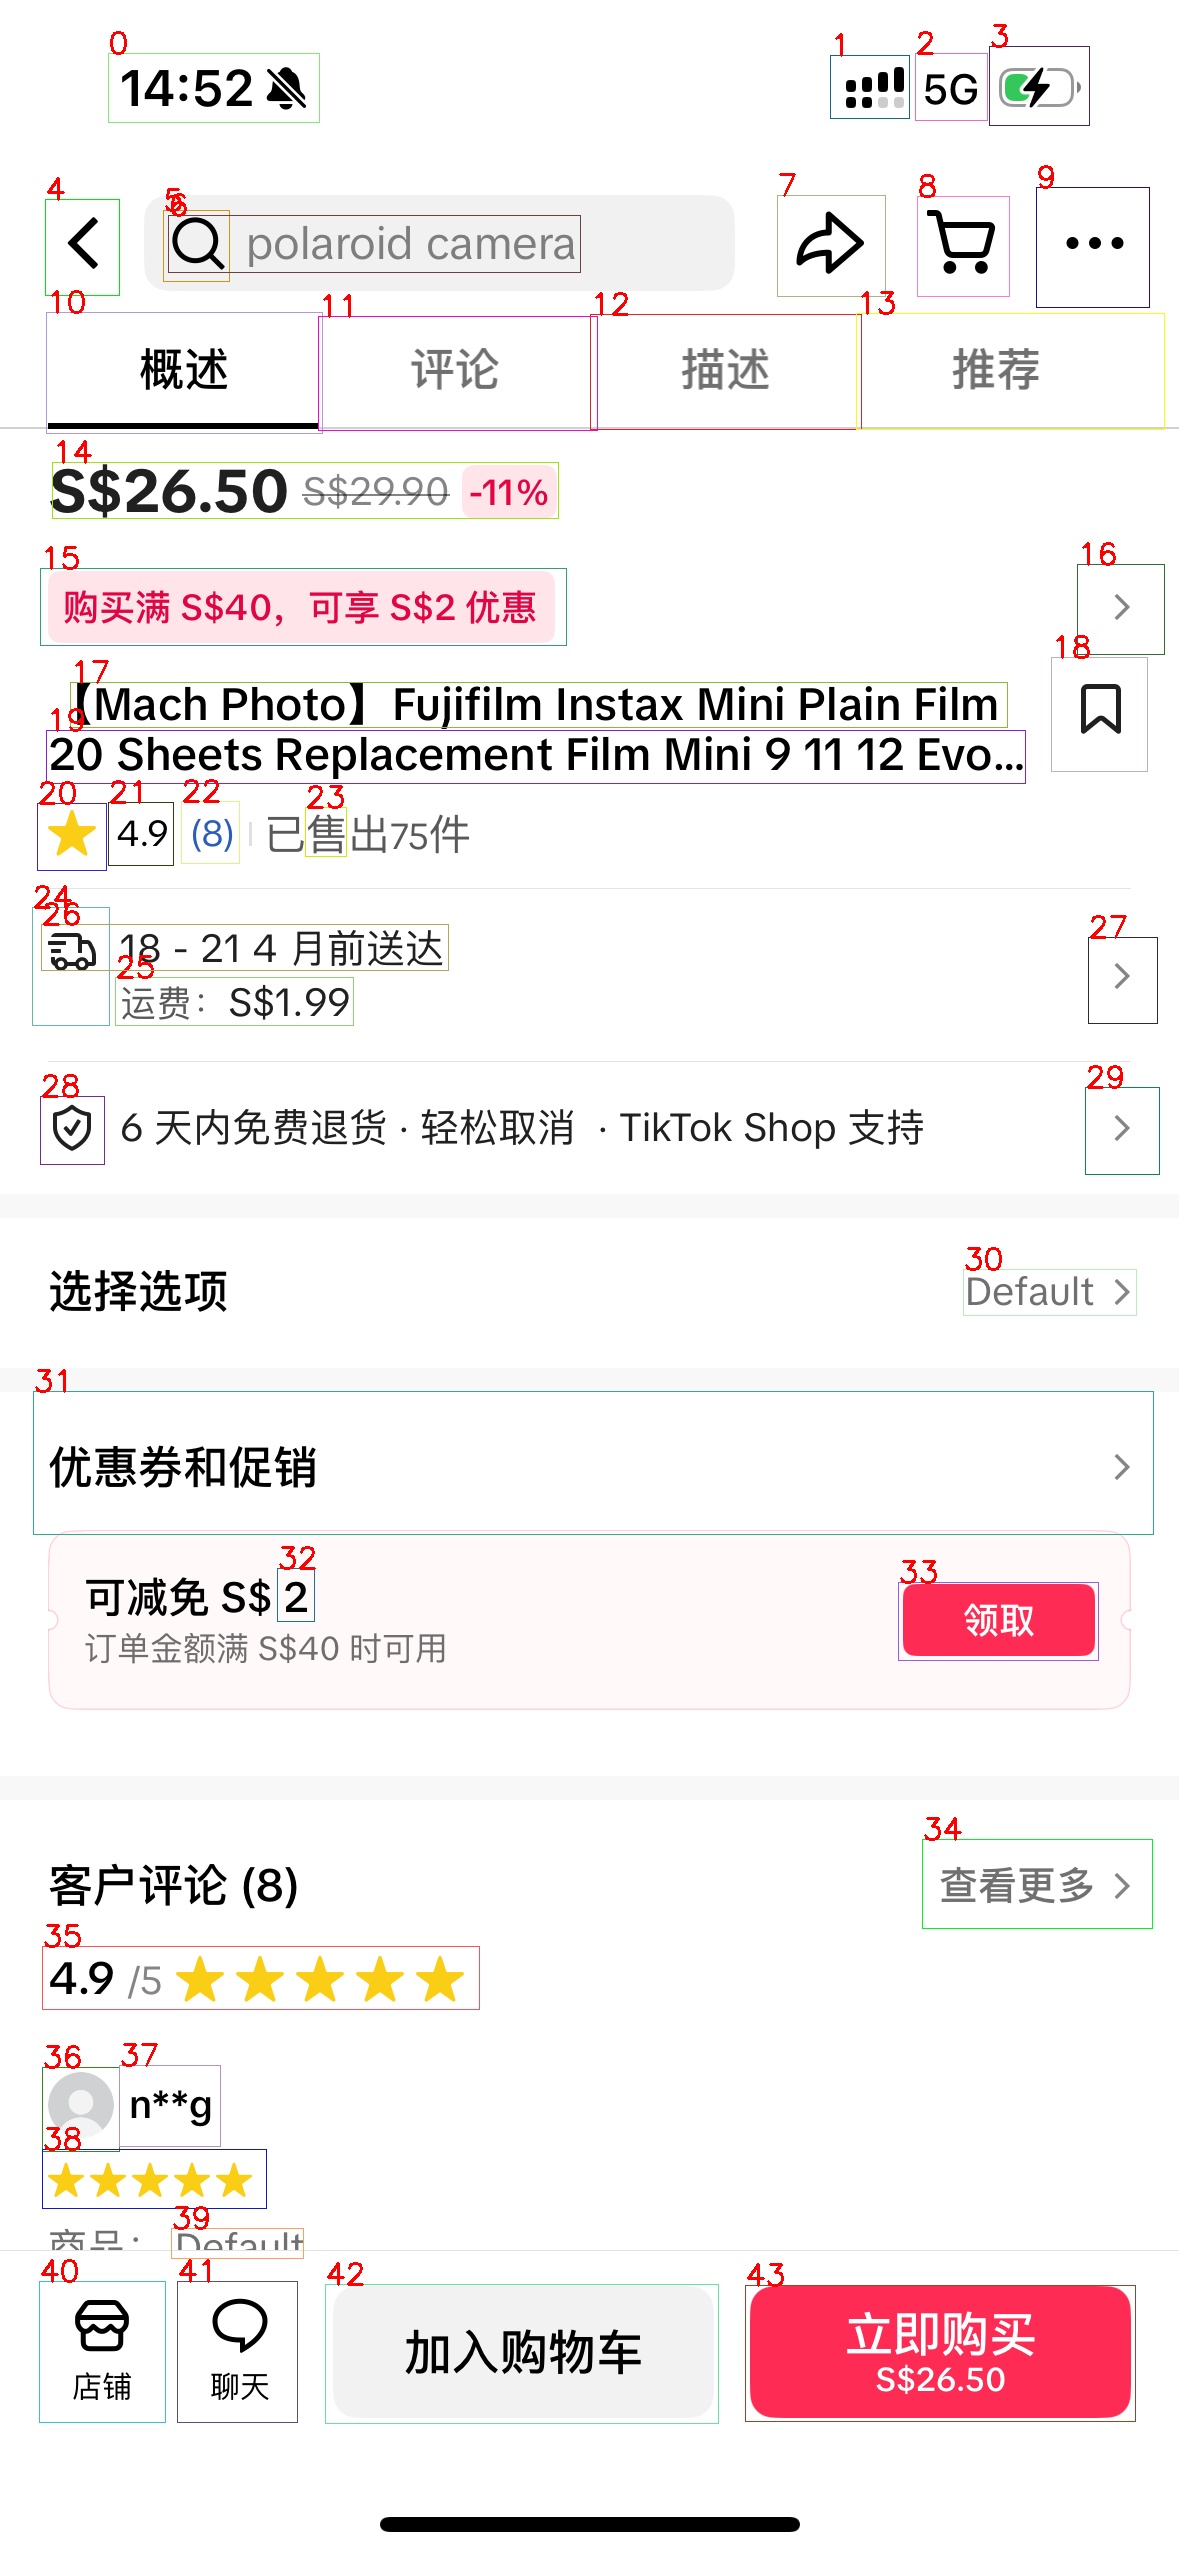 14:52 5G
polaroid camera
概述 评论 描述 推荐
S$26.50 S$29.90 -11%
购买满 S$40，可享 S$2 优惠
【Mach Photo】Fujifilm Instax Mini Plain Film
20 Sheets Replacement Film Mini 9 11 12 Evo...
4.9 (8) 已售出75件
18 - 21 4 月前送达
运费： S$1.99
6 天内免费退货 · 轻松取消 · TikTok Shop 支持
选择选项 Default
优惠券和促销
可减免 S$ 2
订单金额满 S$40 时可用
领取
客户评论 (8) 查看更多
4.9 /5
n**g
商品： Default
店铺 聊天 加入购物车 立即购买
S$26.50
0 1 2 3 4 5 6 7 8 9 10 11 12 13 14 15 16 17 18 19 20 21 22 23 24 25 26 27 28 29 30 31 32 33 34 35 36 37 38 39 40 41 42 43